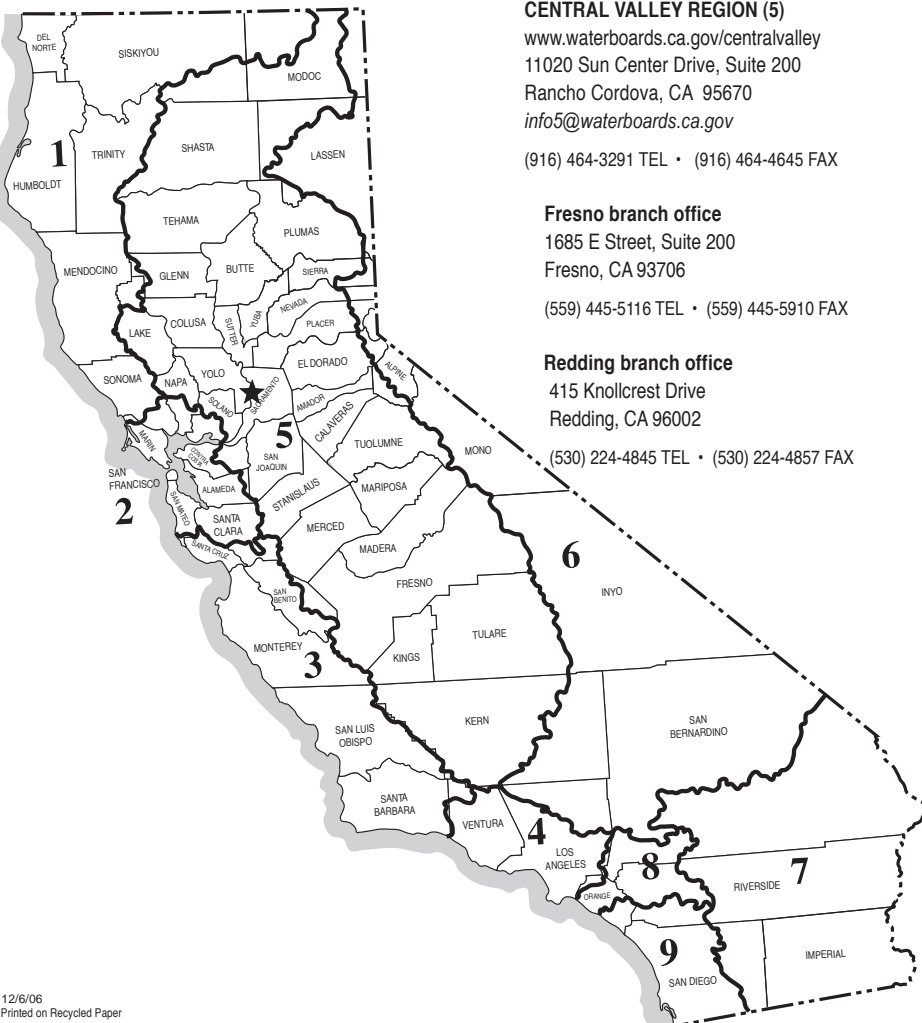 CENTRAL VALLEY REGION (5)
www.waterboards.ca.gov/centralvalley
11020 Sun Center Drive, Suite 200
Rancho Cordova, CA 95670
info5@waterboards.ca.gov
(916) 464-3291 TEL • (916) 464-4645 FAX
Fresno branch office
1685 E Street, Suite 200
Fresno, CA 93706
(559) 445-5116 TEL • (559) 445-5910 FAX
Redding branch office
415 Knollcrest Drive
Redding, CA 96002
(530) 224-4845 TEL • (530) 224-4857 FAX
DEL
NORTE
SISKIYOU
MODOC
1
TRINITY
SHASTA
LASSEN
HUMBOLDT
TEHAMA
PLUMAS
MENDOCINO
GLENN
BUTTE
SIERRA
NEVADA
YUBA
SUTTER
COLUSA
LAKE
PLACER
EL DORADO
ALPINE
SONOMA
NAPA
YOLO
SOLANO
SACRAMENTO
AMADOR
CALAVERAS
5
TUOLUMNE
MONO
MARIN
CONTRA
COSTA
SAN
JOAQUIN
SAN
FRANCISCO
ALAMEDA
STANISLAUS
MARIPOSA
2
SAN MATEO
SANTA
CLARA
MERCED
SANTA CRUZ
MADERA
6
FRESNO
INYO
SAN
BENITO
MONTEREY
3
KINGS
TULARE
SAN LUIS
OBISPO
KERN
SAN
BERNARDINO
SANTA
BARBARA
VENTURA
4
LOS
ANGELES
8
7
RIVERSIDE
ORANGE
9
SAN DIEGO
IMPERIAL
12/6/06
Printed on Recycled Paper